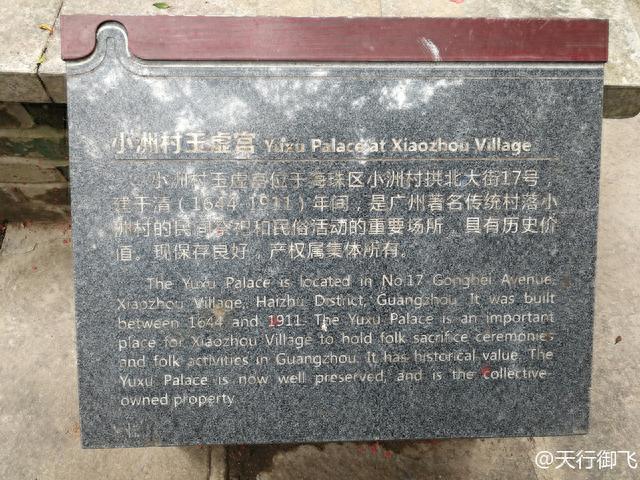 小洲村玉虚宫 Yuxu Palace at Xiaozhou Village
小洲村玉虚宫位于海珠区小洲村拱北大街17号
建于清（1644-1911）年间，是广州著名传统村落小
洲村的民间祭祀和民俗活动的重要场所，具有历史价
值。现保存良好，产权属集体所有。
The Yuxu Palace is located in No.17 Gongbei Avenue,
Xiaozhou Village, Haizhu District, Guangzhou. It was built
between 1644 and 1911. The Yuxu Palace is an important
place for Xiaozhou Village to hold folk sacrifice ceremonies
and folk activities in Guangzhou. It has historical value. The
Yuxu Palace is now well preserved, and is the collective-
owned property.
@天行御飞